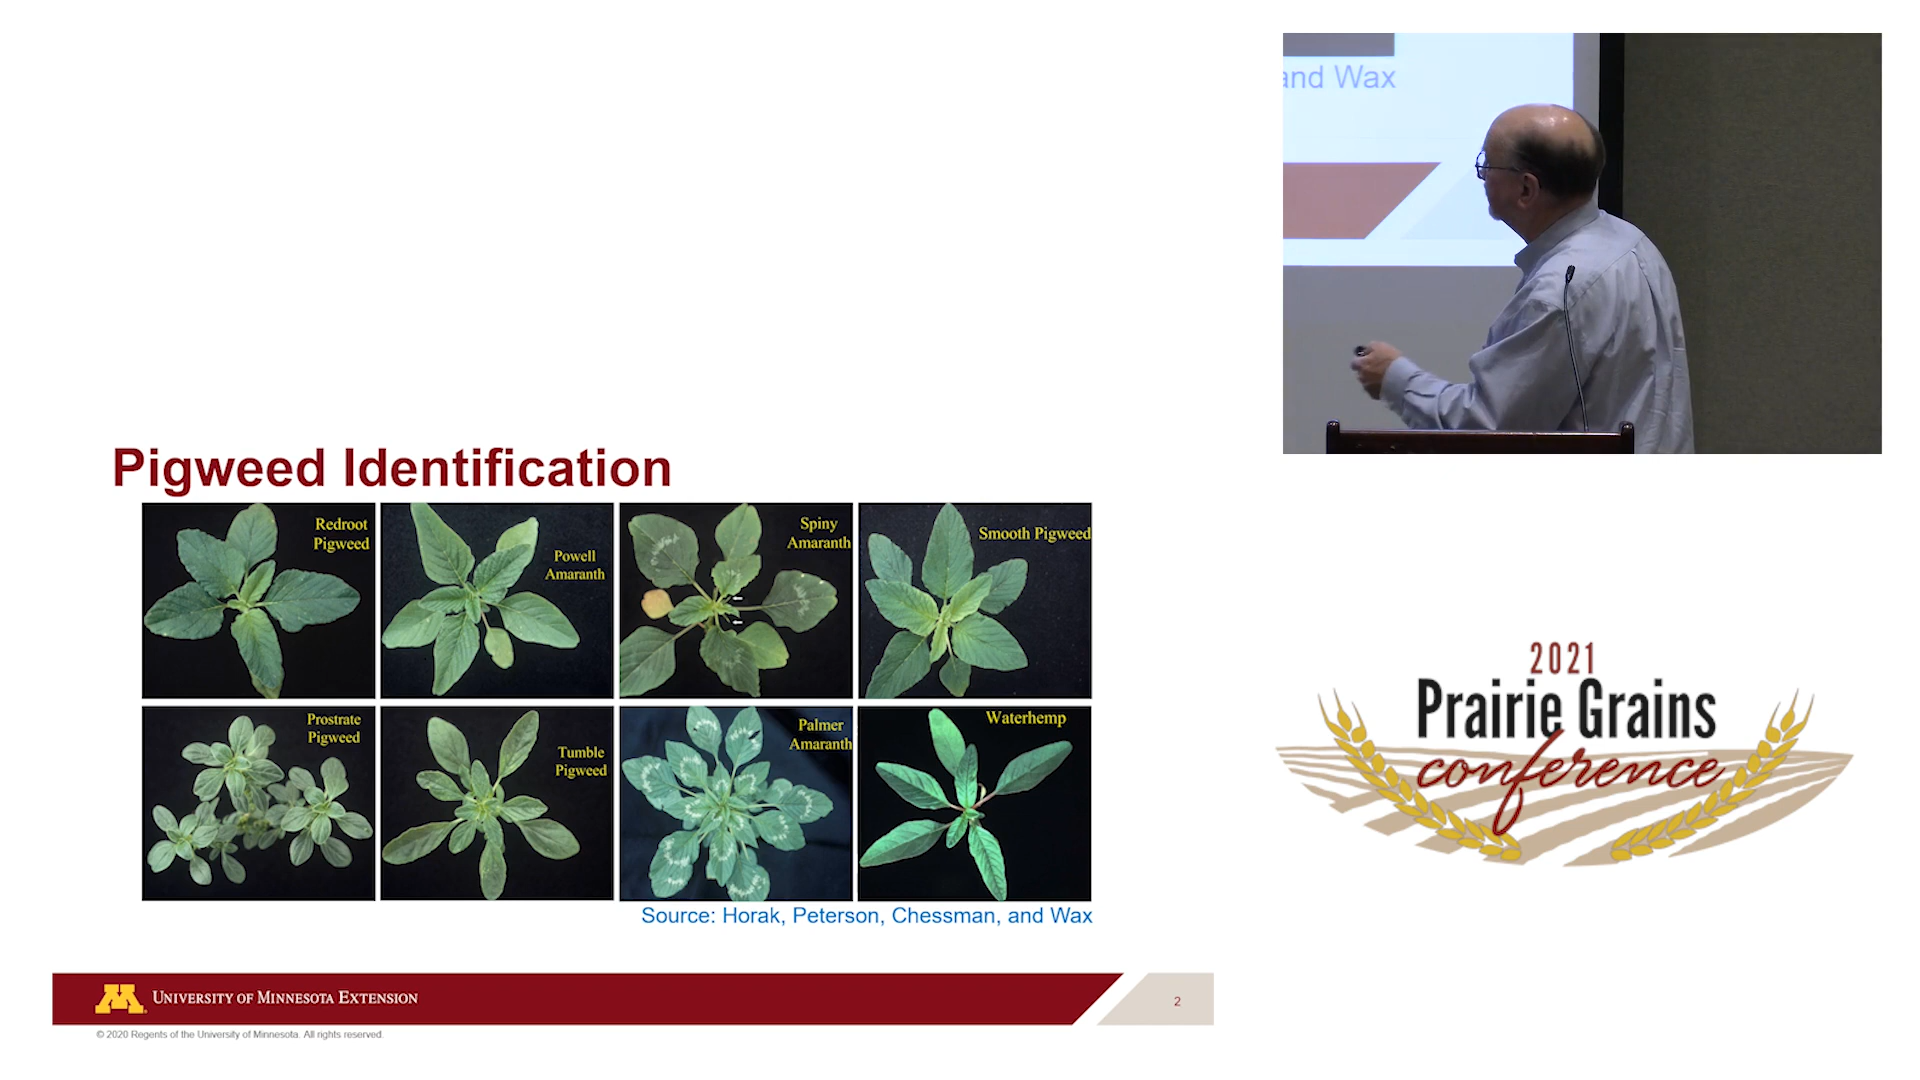 and Wax
Pigweed Identification
Redroot
Pigweed
Powell
Amaranth
Spiny
Amaranth
Smooth Pigweed
Prostrate
Pigweed
Tumble
Pigweed
Palmer
Amaranth
Waterhemp
Source: Horak, Peterson, Chessman, and Wax
M
UNIVERSITY OF MINNESOTA EXTENSION
2
© 2020 Regents of the University of Minnesota. All rights reserved.
2021
Prairie Grains
conference